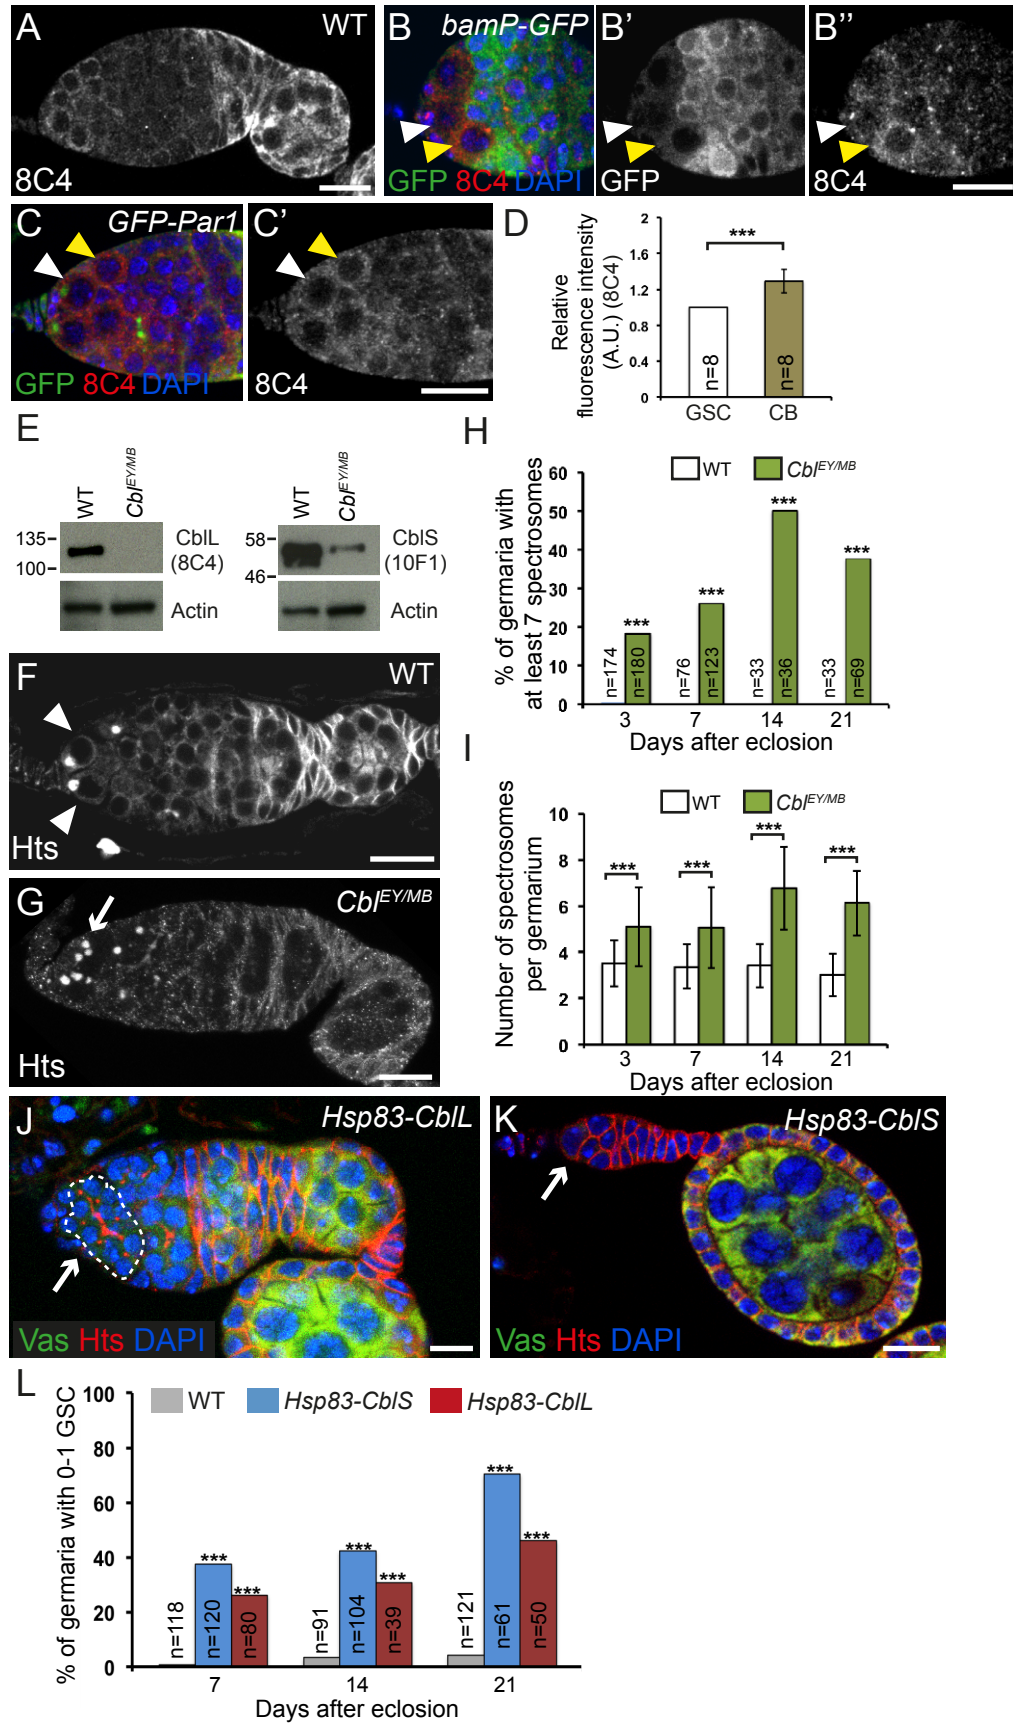 A
WT
8C4
B
bamP-GFP
GFP 8C4 DAPI
B'
GFP
B''
8C4
C
GFP-Par1
GFP 8C4 DAPI
C'
8C4
D
Relative
fluorescence intensity
(A.U.) (8C4)
2
1.6
1.2
0.8
0.4
0
***
n=8
n=8
GSC
CB
E
WT
Cbl^EY/MB
135
100
CblL
(8C4)
Actin
WT
Cbl^EY/MB
58
46
CblS
(10F1)
Actin
F
WT
Hts
G
Cbl^EY/MB
Hts
H
WT
Cbl^EY/MB
% of germaria with
at least 7 spectrosomes
60
50
40
30
20
10
0
***
***
***
***
n=174
n=180
n=76
n=123
n=33
n=36
n=33
n=69
3
7
14
21
Days after eclosion
I
WT
Cbl^EY/MB
Number of spectrosomes
per germarium
10
8
6
4
2
0
***
***
***
***
3
7
14
21
Days after eclosion
J
Hsp83-CblL
Vas Hts DAPI
K
Hsp83-CblS
Vas Hts DAPI
L
WT
Hsp83-CblS
Hsp83-CblL
% of germaria with 0-1 GSC
100
80
60
40
20
0
***
***
***
***
***
***
n=118
n=120
n=80
n=91
n=104
n=39
n=121
n=61
n=50
7
14
21
Days after eclosion